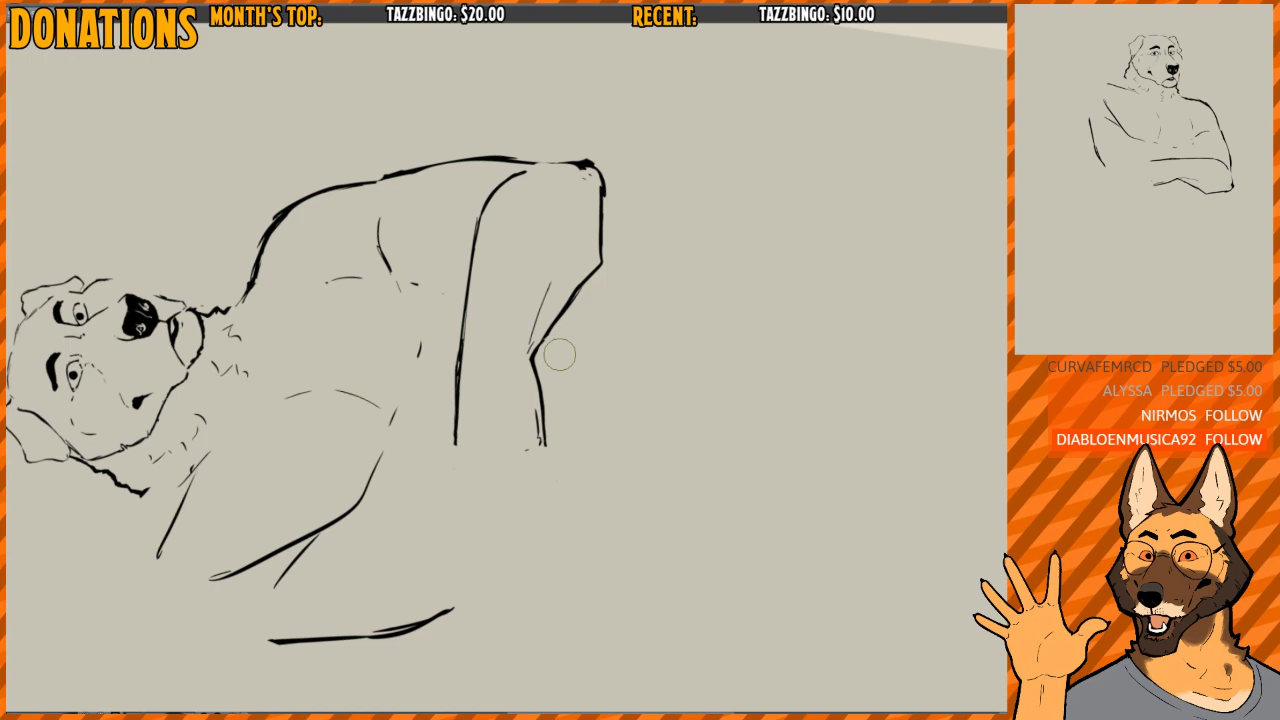 DONATIONS
MONTH'S TOP: TAZZBINGO: $20.00 RECENT: TAZZBINGO: $10.00
CURVAFEMRCD PLEDGED $5.00
ALYSSA PLEDGED $5.00
NIRMOS FOLLOW
DIABLOENMUSICA92 FOLLOW